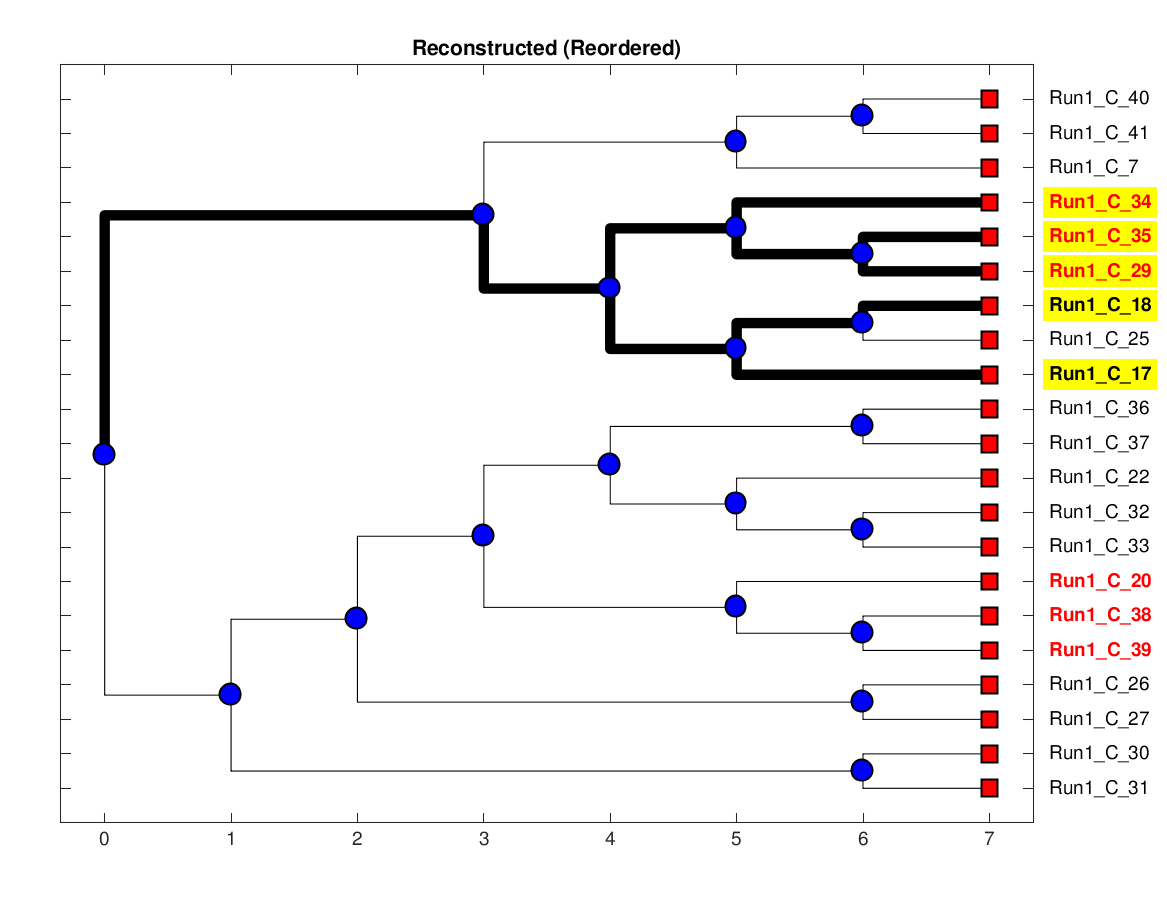 Reconstructed (Reordered)
Run1_C_40
Run1_C_41
Run1_C_7
Run1_C_34
Run1_C_35
Run1_C_29
Run1_C_18
Run1_C_25
Run1_C_17
Run1_C_36
Run1_C_37
Run1_C_22
Run1_C_32
Run1_C_33
Run1_C_20
Run1_C_38
Run1_C_39
Run1_C_26
Run1_C_27
Run1_C_30
Run1_C_31
0 1 2 3 4 5 6 7